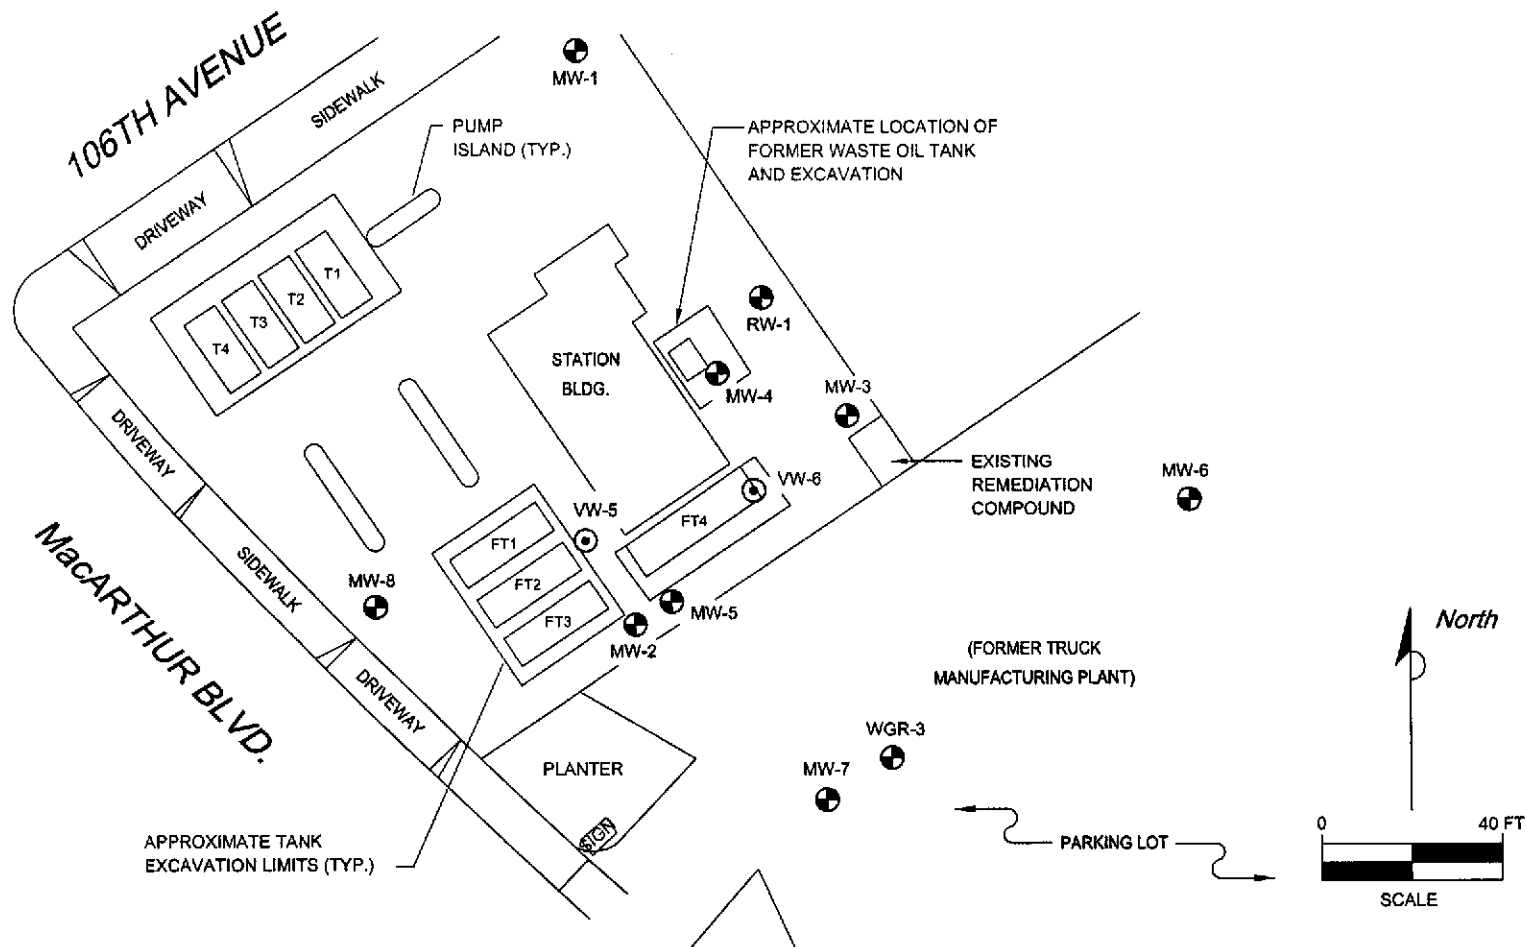 106TH AVENUE
SIDEWALK
DRIVEWAY
MW-1
PUMP
ISLAND (TYP.)
APPROXIMATE LOCATION OF
FORMER WASTE OIL TANK
AND EXCAVATION
T1
T2
T3
T4
RW-1
STATION
BLDG.
MW-4
MW-3
DRIVEWAY
EXISTING
REMEDIATION
COMPOUND
MW-6
VW-6
VW-5
FT4
FT1
FT2
FT3
MacARTHUR BLVD.
SIDEWALK
MW-8
MW-5
MW-2
North
(FORMER TRUCK
MANUFACTURING PLANT)
DRIVEWAY
WGR-3
MW-7
PLANTER
SIGN
APPROXIMATE TANK
EXCAVATION LIMITS (TYP.)
PARKING LOT
0 40 FT
SCALE